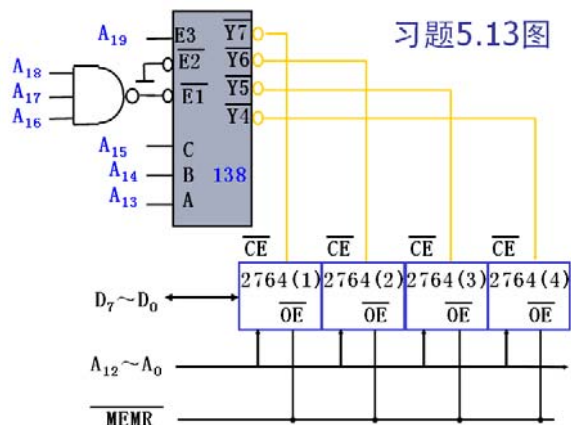 习题5.13图
A19
E3
Y7
A18
E2
Y6
A17
E1
Y5
A16
Y4
A15
C
A14
B
138
A13
A
CE
CE
CE
CE
2764(1)
2764(2)
2764(3)
2764(4)
D7～D0
OE
OE
OE
OE
A12～A0
MEMR